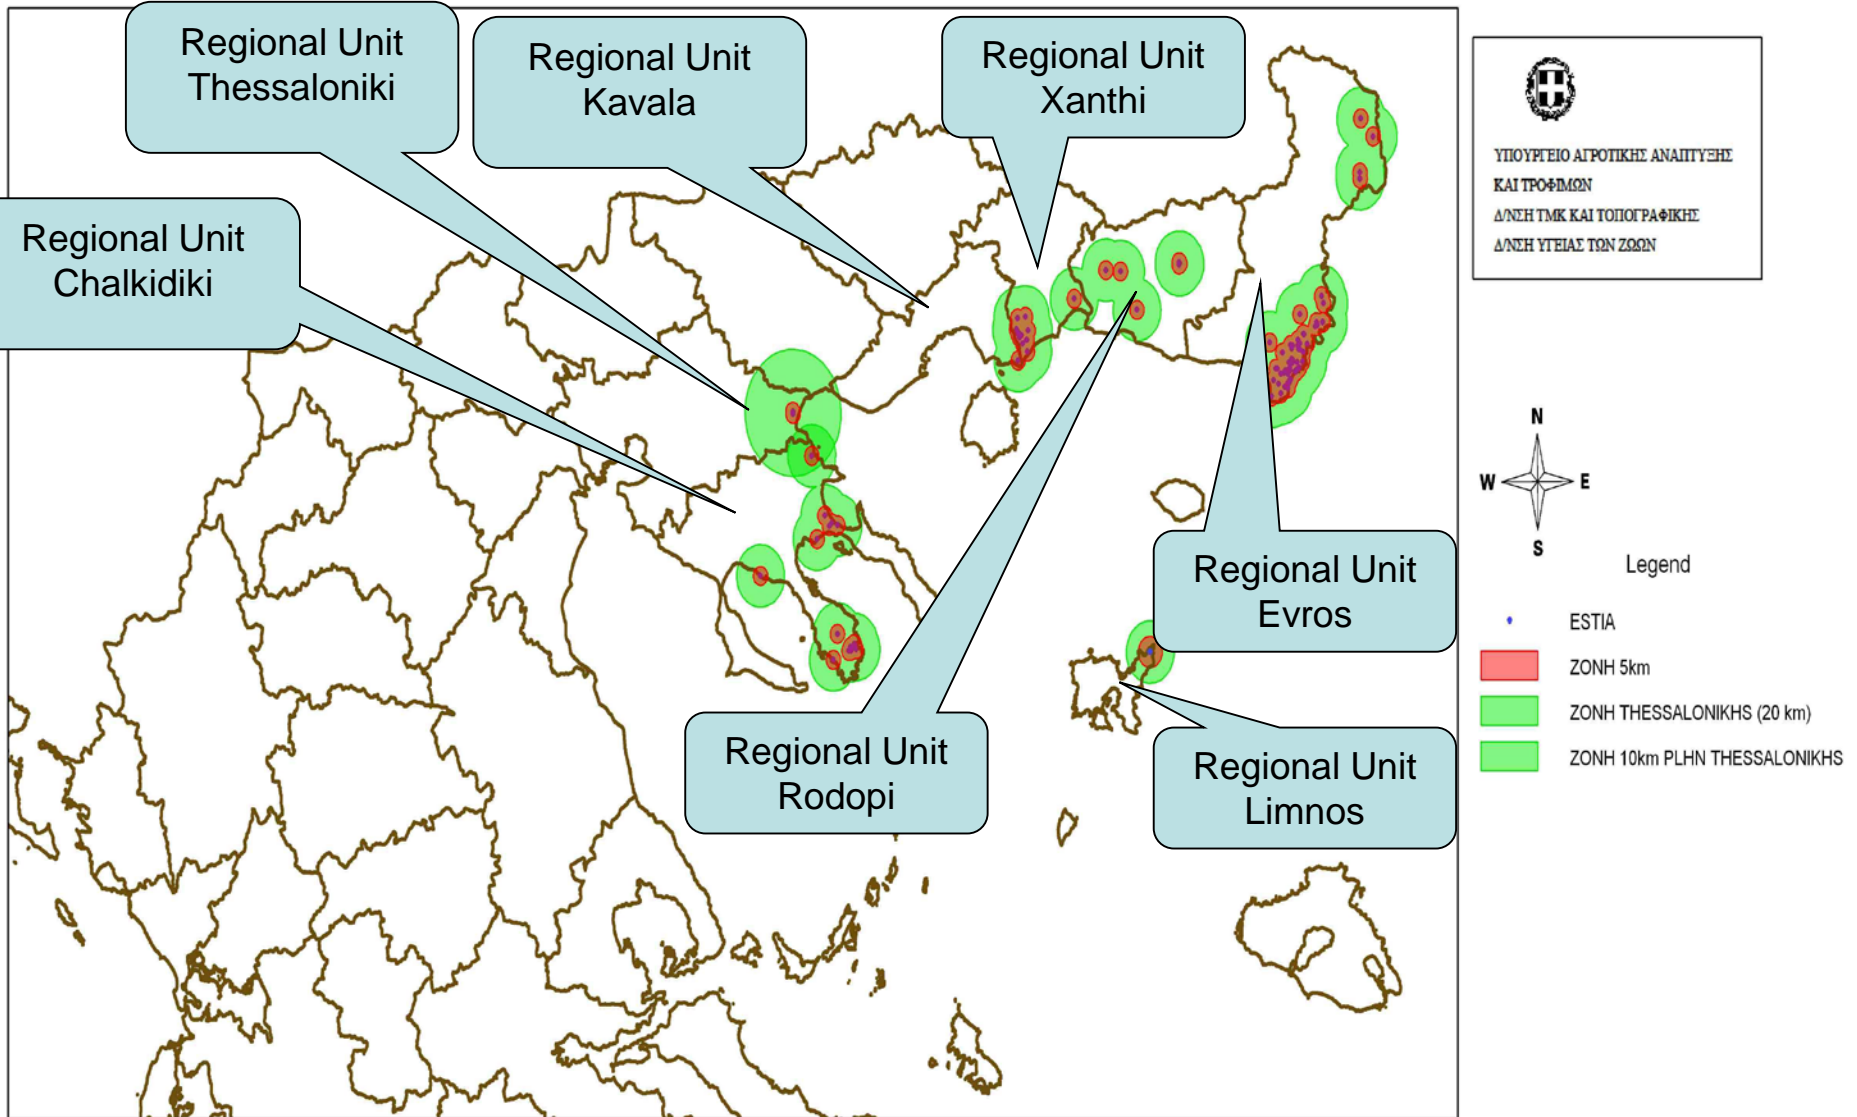 Regional Unit
Thessaloniki
Regional Unit
Kavala
Regional Unit
Xanthi
Regional Unit
Chalkidiki
Regional Unit
Evros
Regional Unit
Rodopi
Regional Unit
Limnos
ΥΠΟΥΡΓΕΙΟ ΑΓΡΟΤΙΚΗΣ ΑΝΑΠΤΥΞΗΣ
ΚΑΙ ΤΡΟΦΙΜΩΝ
Δ/ΝΣΗ ΤΜΚ ΚΑΙ ΤΟΠΟΓΡΑΦΙΚΗΣ
Δ/ΝΣΗ ΥΓΕΙΑΣ ΤΩΝ ΖΩΩΝ
N
W E
S
Legend
ESTIA
ZONH 5km
ZONH THESSALONIKHS (20 km)
ZONH 10km PLHN THESSALONIKHS